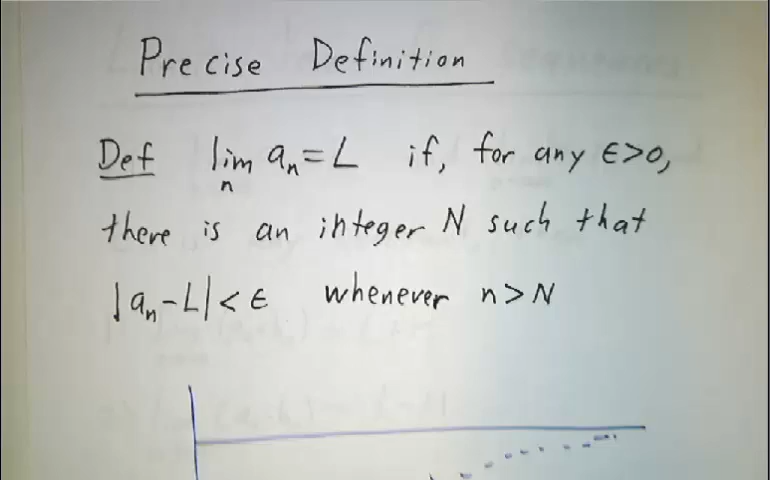 Precise Definition
Def lim aₙ = L if, for any ϵ>0,
n
there is an integer N such that
|aₙ - L| < ϵ whenever n > N